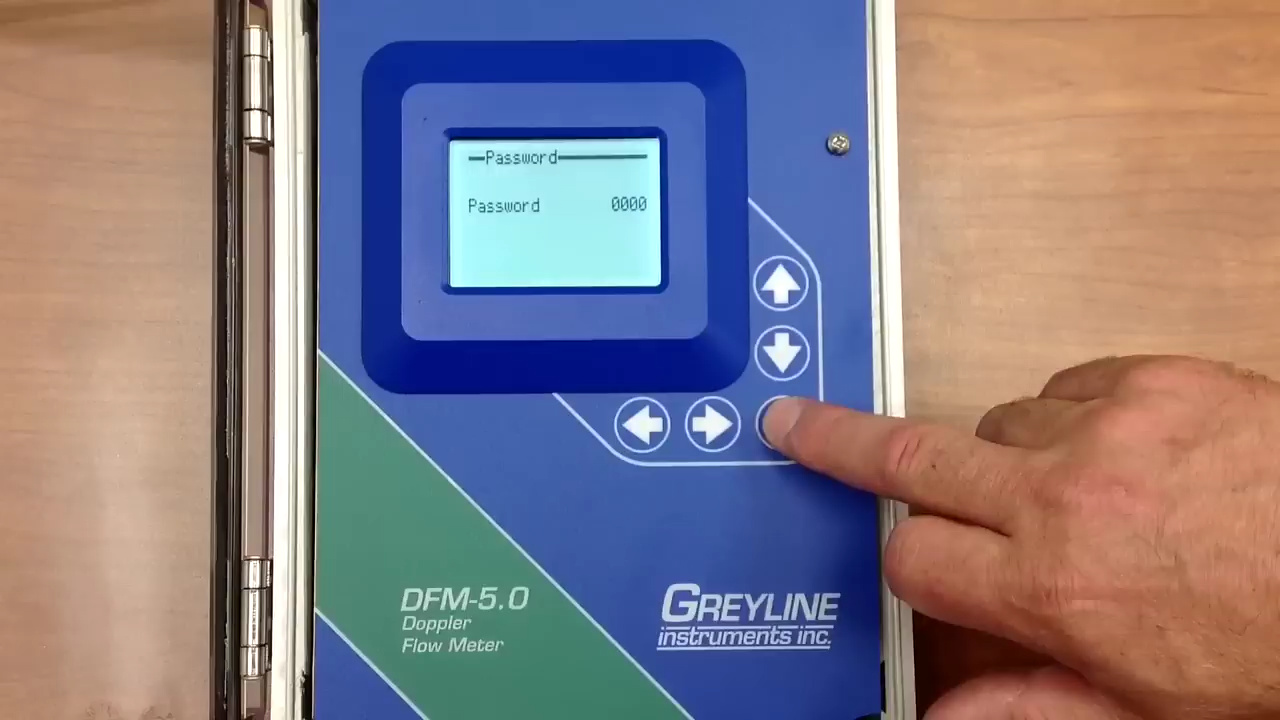 Password
Password 0000
DFM-5.0
Doppler
Flow Meter
GREYLINE
instruments inc.